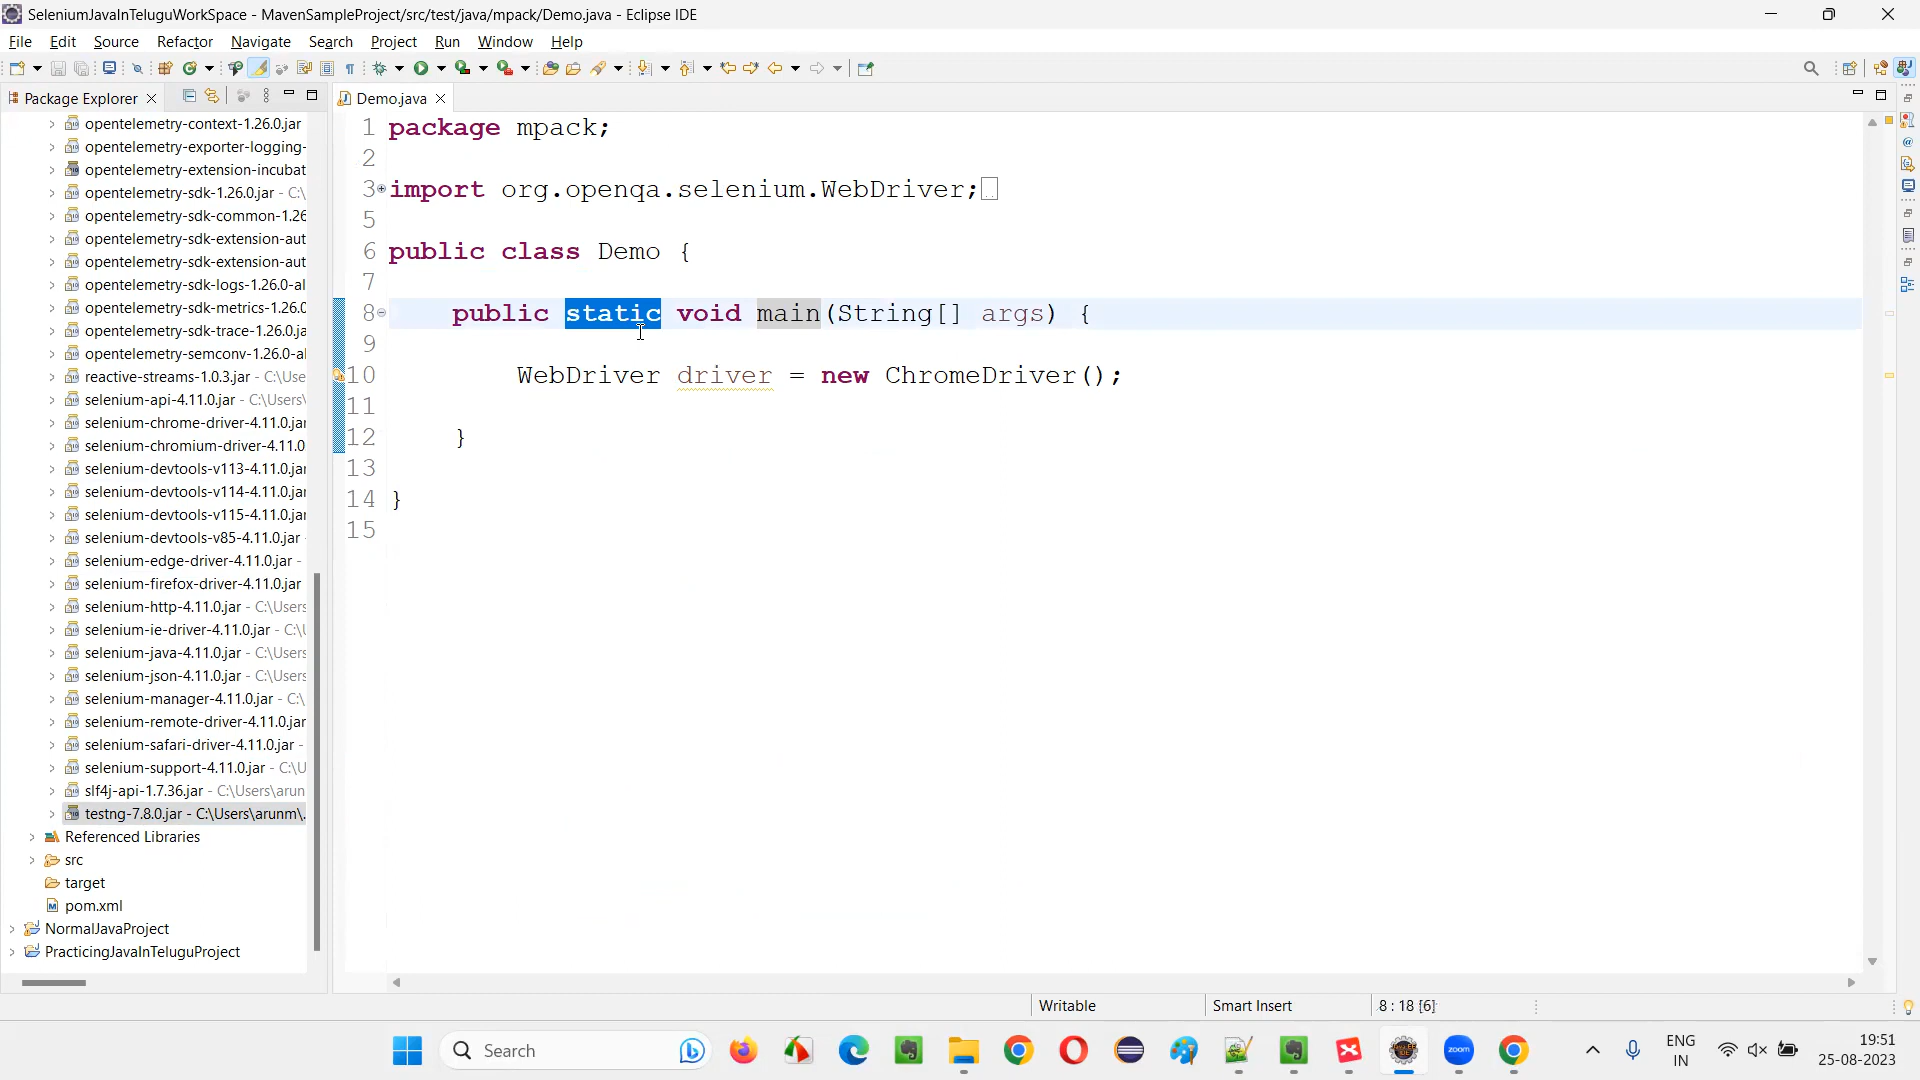 SeleniumJavaInTeluguWorkSpace - MavenSampleProject/src/test/java/mpack/Demo.java - Eclipse IDE
File Edit Source Refactor Navigate Search Project Run Window Help
Package Explorer
Demo.java
opentelemetry-context-1.26.0.jar
opentelemetry-exporter-logging-
opentelemetry-extension-incubat
opentelemetry-sdk-1.26.0.jar - C:\
opentelemetry-sdk-common-1.26
opentelemetry-sdk-extension-aut
opentelemetry-sdk-extension-aut
opentelemetry-sdk-logs-1.26.0-al
opentelemetry-sdk-metrics-1.26.0
opentelemetry-sdk-trace-1.26.0.ja
opentelemetry-semconv-1.26.0-al
reactive-streams-1.0.3.jar - C:\Use
selenium-api-4.11.0.jar - C:\Users\
selenium-chrome-driver-4.11.0.jar
selenium-chromium-driver-4.11.0
selenium-devtools-v113-4.11.0.jar
selenium-devtools-v114-4.11.0.jar
selenium-devtools-v115-4.11.0.jar
selenium-devtools-v85-4.11.0.jar
selenium-edge-driver-4.11.0.jar -
selenium-firefox-driver-4.11.0.jar
selenium-http-4.11.0.jar - C:\Users
selenium-ie-driver-4.11.0.jar - C:\U
selenium-java-4.11.0.jar - C:\Users
selenium-json-4.11.0.jar - C:\Users
selenium-manager-4.11.0.jar - C:\
selenium-remote-driver-4.11.0.jar
selenium-safari-driver-4.11.0.jar -
selenium-support-4.11.0.jar - C:\U
slf4j-api-1.7.36.jar - C:\Users\arun
testng-7.8.0.jar - C:\Users\arunm\.
Referenced Libraries
src
target
pom.xml
NormalJavaProject
PracticingJavaInTeluguProject
1 package mpack;
2
3 import org.openqa.selenium.WebDriver;
5
6 public class Demo {
7
8 public static void main(String[] args) {
9
10 WebDriver driver = new ChromeDriver();
11
12 }
13
14 }
15
Writable Smart Insert 8 : 18 [6]
Search
zoom
ENG
IN
19:51
25-08-2023